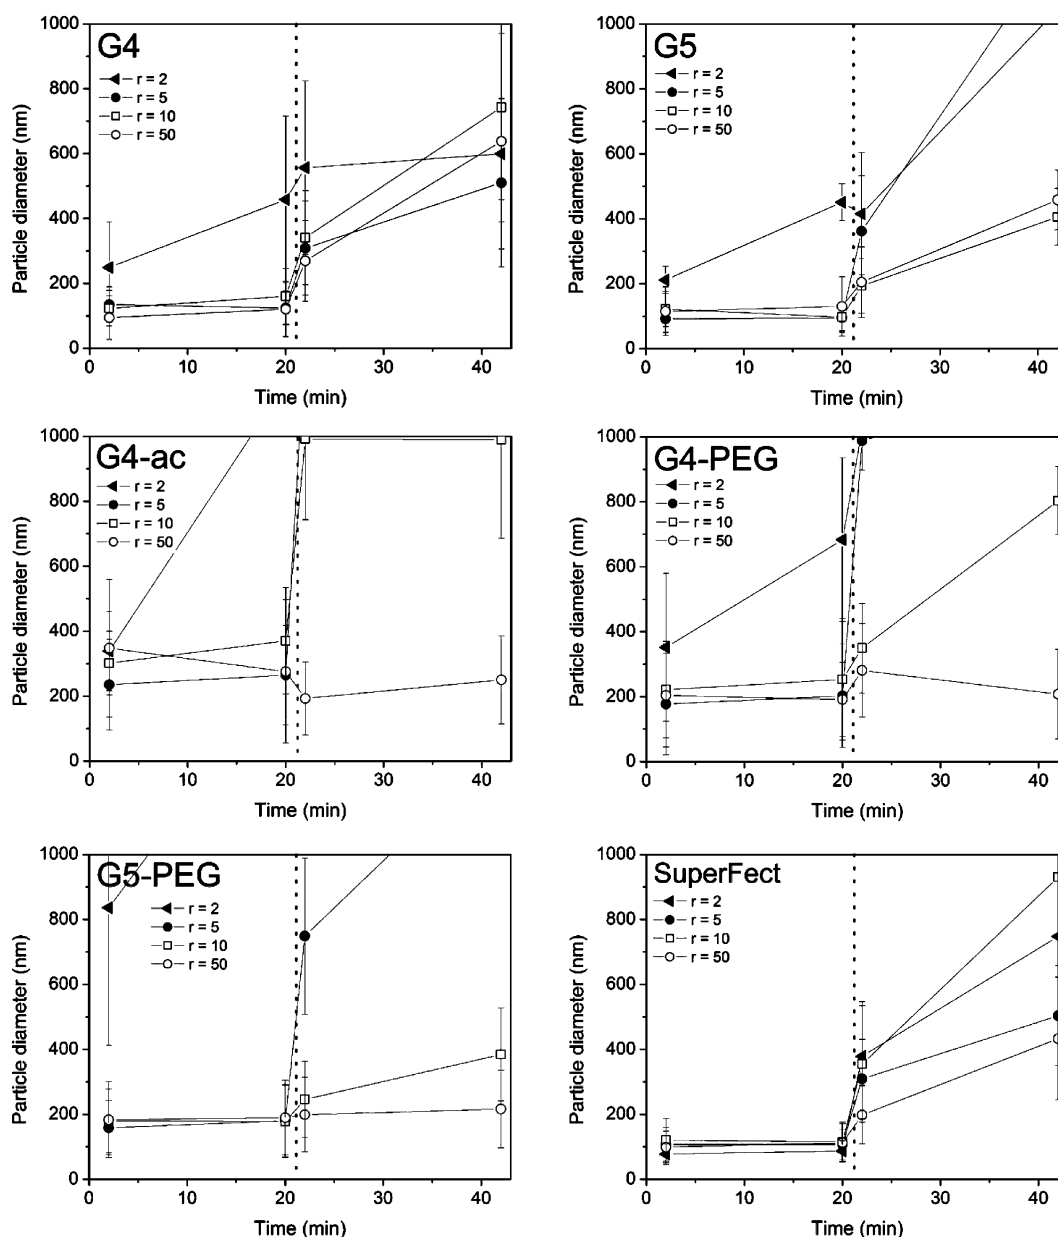 G4
r = 2
r = 5
r = 10
r = 50
Particle diameter (nm)
1000
800
600
400
200
0
0 10 20 30 40
Time (min)
G5
r = 2
r = 5
r = 10
r = 50
Particle diameter (nm)
1000
800
600
400
200
0
0 10 20 30 40
Time (min)
G4-ac
r = 2
r = 5
r = 10
r = 50
Particle diameter (nm)
1000
800
600
400
200
0
0 10 20 30 40
Time (min)
G4-PEG
r = 2
r = 5
r = 10
r = 50
Particle diameter (nm)
1000
800
600
400
200
0
0 10 20 30 40
Time (min)
G5-PEG
r = 2
r = 5
r = 10
r = 50
Particle diameter (nm)
1000
800
600
400
200
0
0 10 20 30 40
Time (min)
SuperFect
r = 2
r = 5
r = 10
r = 50
Particle diameter (nm)
1000
800
600
400
200
0
0 10 20 30 40
Time (min)